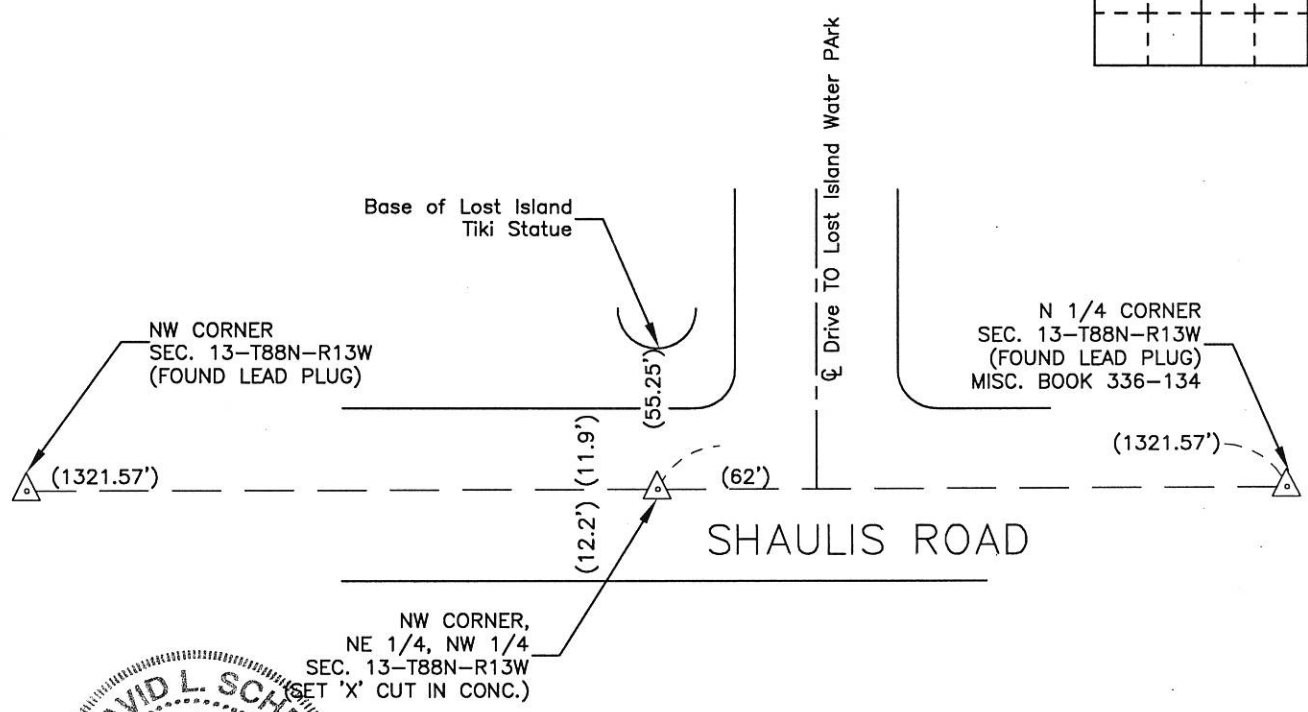 ℄ Drive TO Lost Island Water PArk
Base of Lost Island
Tiki Statue
NW CORNER
SEC. 13-T88N-R13W
(FOUND LEAD PLUG)
N 1/4 CORNER
SEC. 13-T88N-R13W
(FOUND LEAD PLUG)
MISC. BOOK 336-134
(55.25')
(1321.57')
(11.9')
(62')
(1321.57')
(12.2')
SHAULIS ROAD
NW CORNER,
NE 1/4, NW 1/4
SEC. 13-T88N-R13W
(SET 'X' CUT IN CONC.)
L.